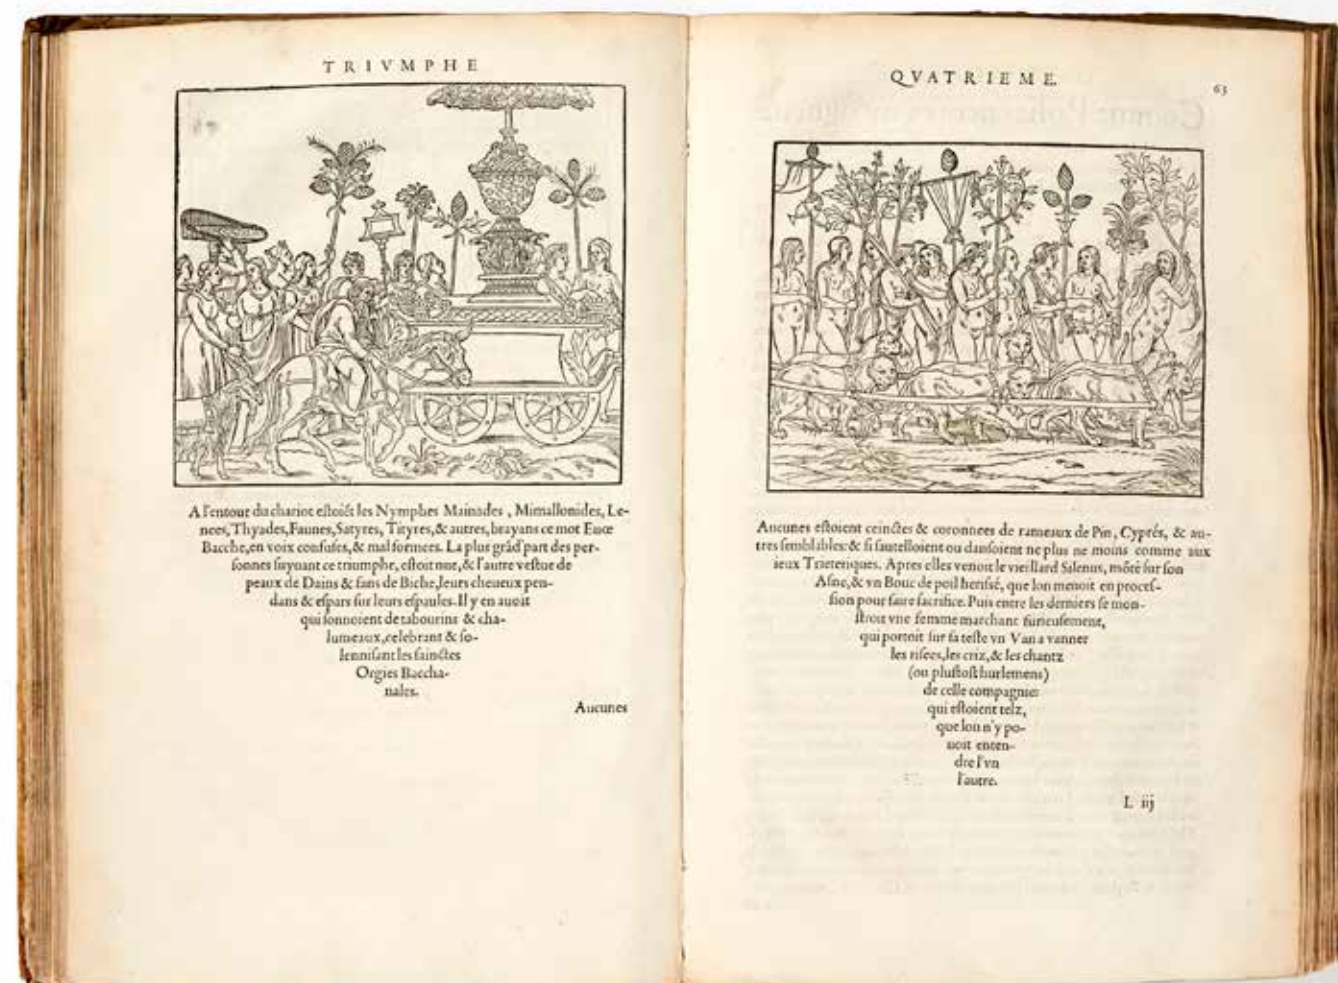 TRIVMPHE
A l'entour du chariot eſtoiẽt les Nymphes Mainades, Mimallonides, Le-
nees, Thyades, Faunes, Satyres, Tityres, & autres, brayans ce mot Euœ
Bacche, en voix confuſes, & mal formees. La plus grãd' part des per-
ſonnes ſuyuant ce triumphe, eſtoit nue, & l'autre veſtue de
peaux de Dains & fans de Biche, leurs cheueux pen-
dans & eſpars ſur leurs eſpaules. Il y en auoit
qui ſonnoient de tabourins & cha-
lumeaux, celebrant & ſo-
lenniſant les ſainctes
Orgies Baccha-
nales.
Aucunes
QVATRIEME.
63
Aucunes eſtoient ceinctes & coronnees de rameaux de Pin, Cyprés, & au-
tres ſemblables: & ſi ſautelloient ou danſoient ne plus ne moins comme aux
ieux Trieteriques. Apres elles venoit le vieillard Silenus, mõté ſur ſon
Aſne, & vn Bouc de poil heriſé, que lon menoit en proceſ-
ſion pour faire ſacrifice. Puis entre les derniers ſe mon-
ſtroit vne femme marchant furieuſement,
qui portoit ſur ſa teſte vn Van a vanner
les riſees, les criz, & les chantz
(ou pluſtoſt hurlemens)
de celle compagnie
qui eſtoient telz,
que lon n'y po-
uoit enten-
dre l'vn
l'autre.
L iij